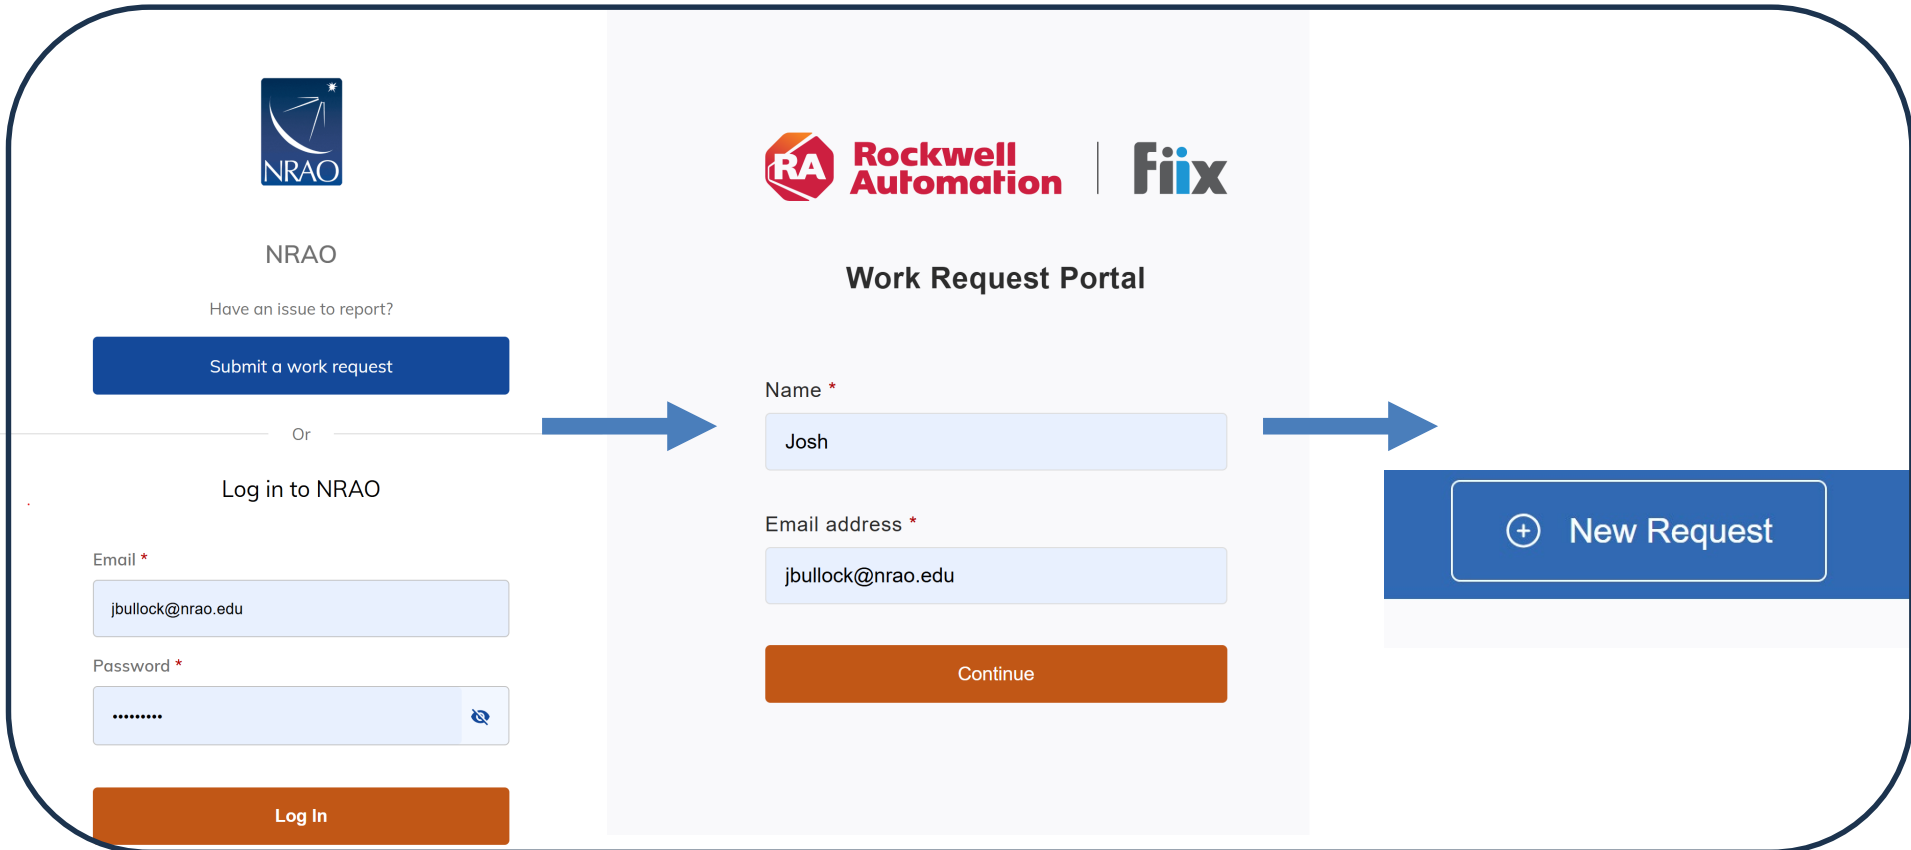 NRAO
NRAO
Have an issue to report?
Submit a work request
Or
Log in to NRAO
Email *
jbullock@nrao.edu
Password *
•••••••••
Log In
RA Rockwell Automation | Fiix
Work Request Portal
Name *
Josh
Email address *
jbullock@nrao.edu
Continue
New Request